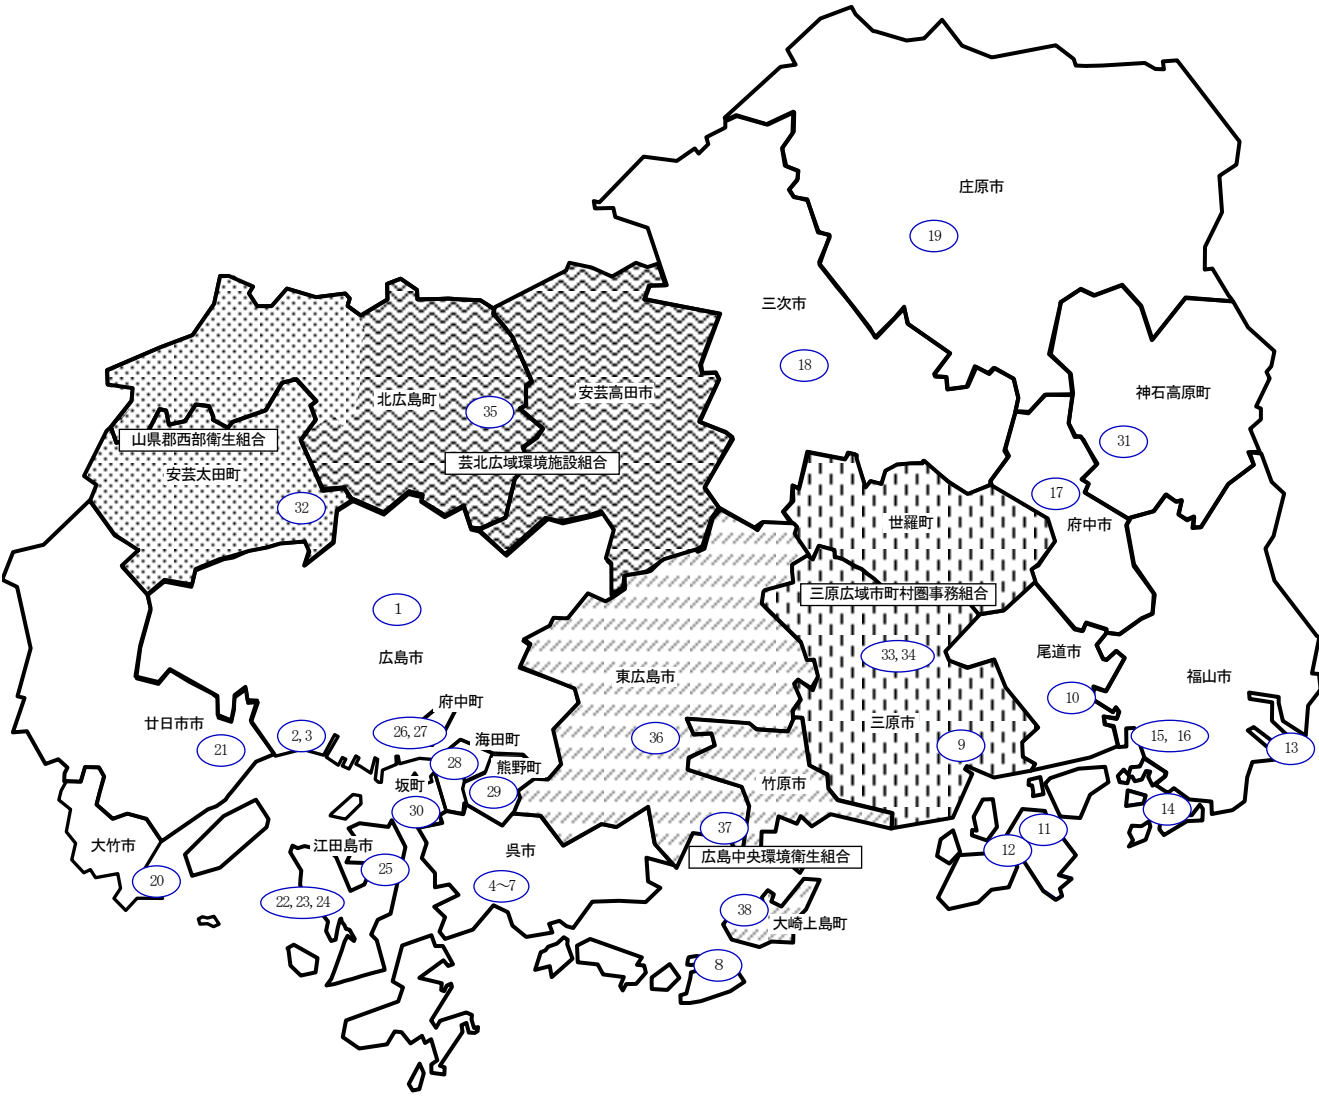 庄原市
19
三次市
18
神石高原町
31
北広島町
35
安芸高田市
山県郡西部衛生組合
芸北広域環境施設組合
安芸太田町
32
17
府中市
世羅町
三原広域市町村圏事務組合
1
広島市
33, 34
尾道市
東広島市
福山市
10
府中町
廿日市市
21
2, 3
26, 27
海田町
36
三原市
9
15, 16
13
28
熊野町
坂町
29
竹原市
30
14
37
11
12
大竹市
江田島市
呉市
広島中央環境衛生組合
20
25
4～7
22, 23, 24
38
大崎上島町
8